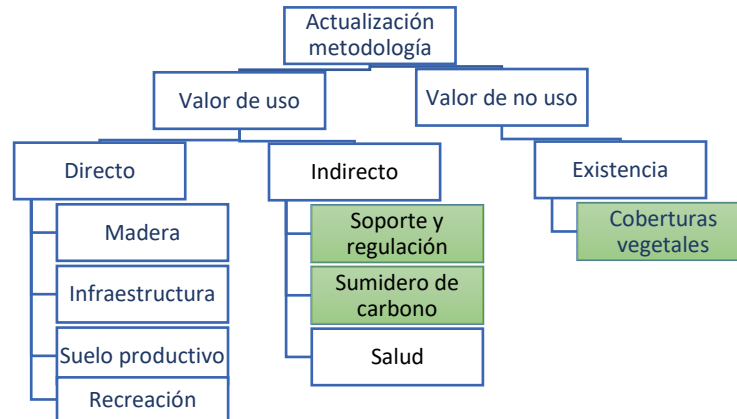 Actualización
metodología
Valor de uso
Valor de no uso
Directo
Indirecto
Existencia
Madera
Infraestructura
Suelo productivo
Recreación
Soporte y
regulación
Sumidero de
carbono
Salud
Coberturas
vegetales